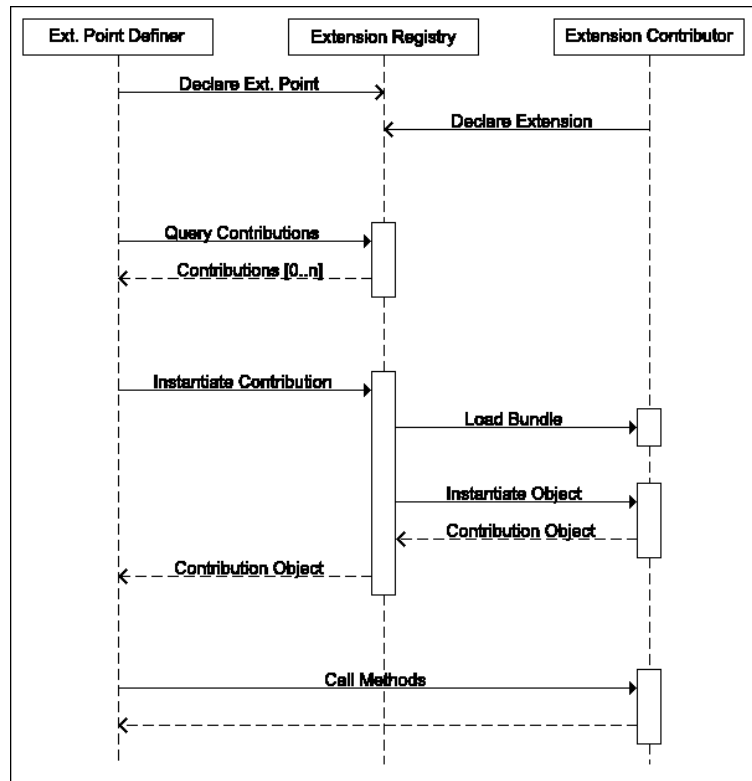 Ext. Point Definer
Extension Registry
Extension Contributor
Declare Ext. Point
Declare Extension
Query Contributions
Contributions [0..n]
Instantiate Contribution
Load Bundle
Instantiate Object
Contribution Object
Contribution Object
Call Methods